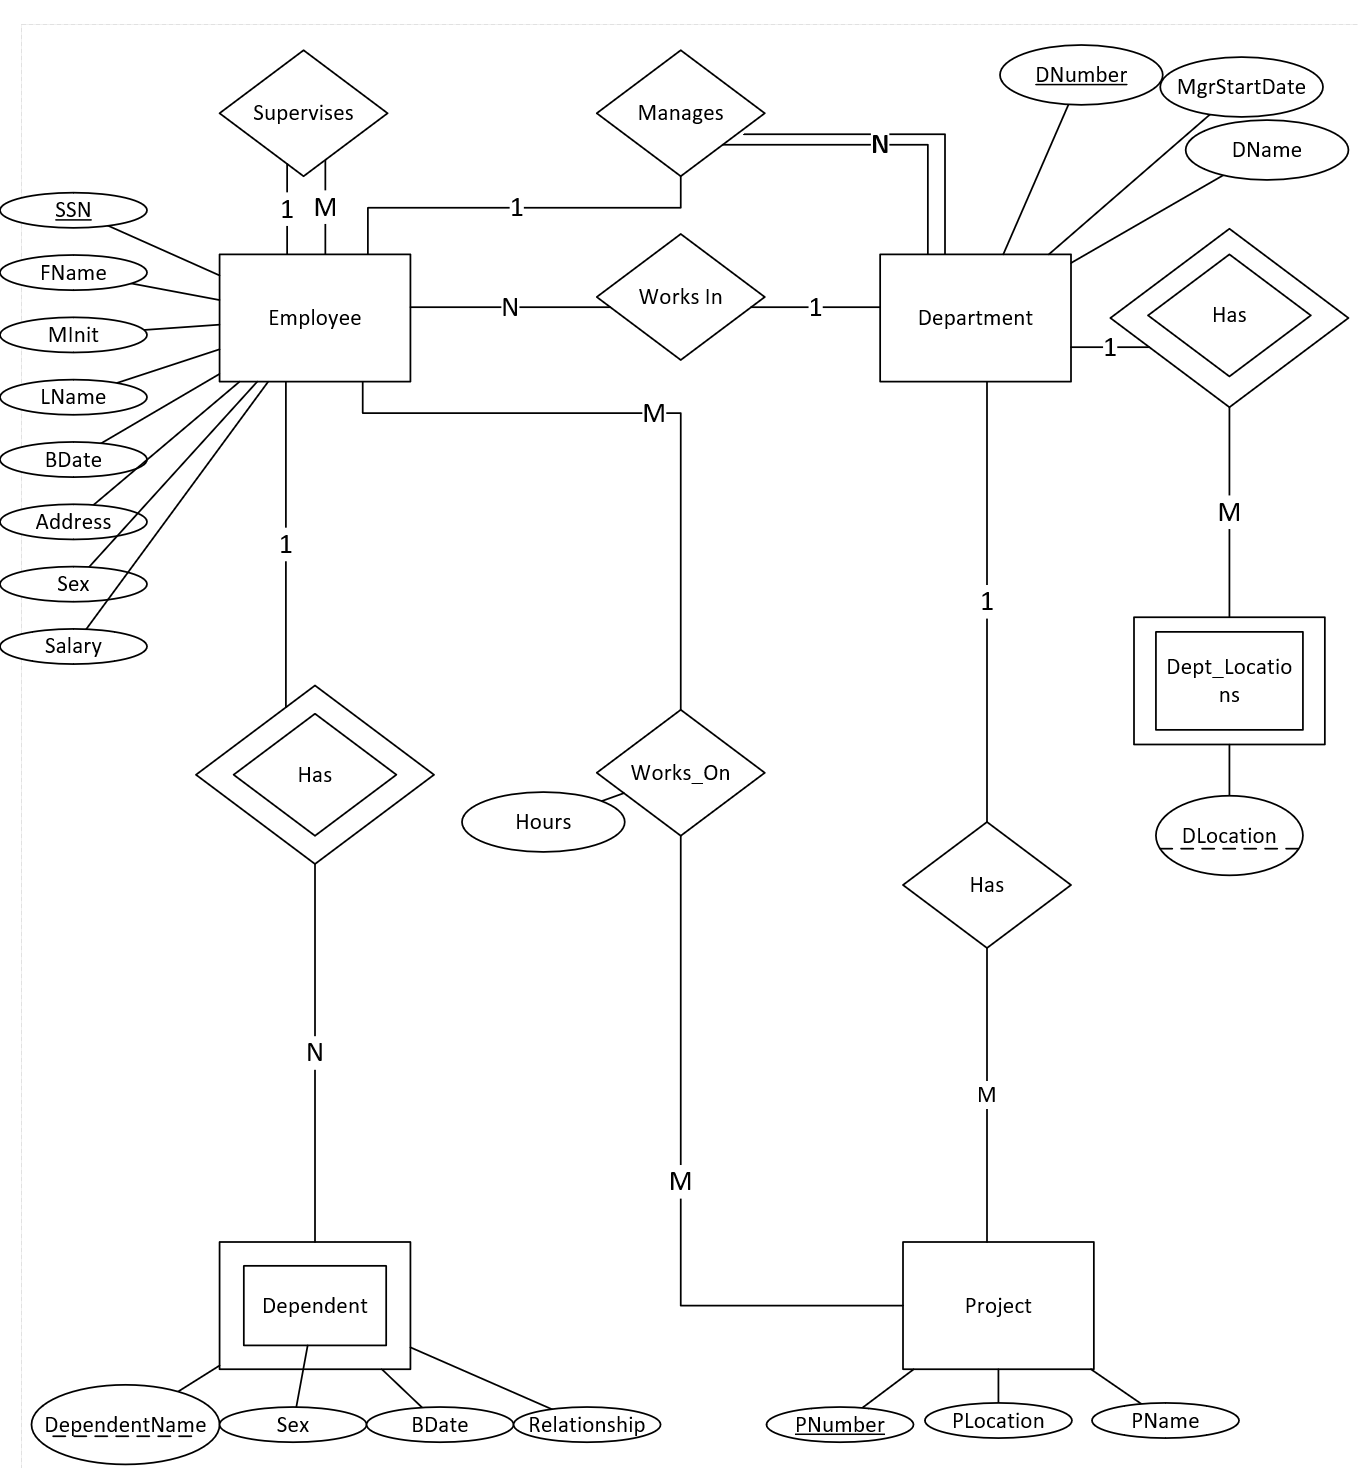 Supervises
Manages
DNumber
MgrStartDate
DName
N
1
M
1
SSN
FName
MInit
LName
BDate
Address
Sex
Salary
Employee
N
Works In
1
Department
1
Has
M
M
1
1
Dept_Locatio
ns
DLocation
Has
Works_On
Hours
Has
N
M
M
Dependent
Project
DependentName
Sex
BDate
Relationship
PNumber
PLocation
PName